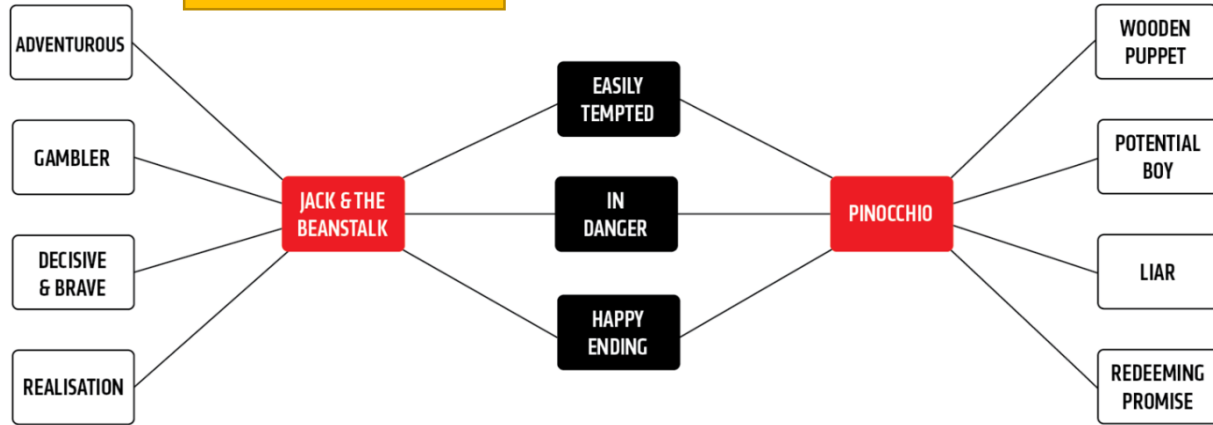 ADVENTUROUS
GAMBLER
DECISIVE
& BRAVE
REALISATION
JACK & THE
BEANSTALK
EASILY
TEMPTED
IN
DANGER
HAPPY
ENDING
PINOCCHIO
WOODEN
PUPPET
POTENTIAL
BOY
LIAR
REDEEMING
PROMISE